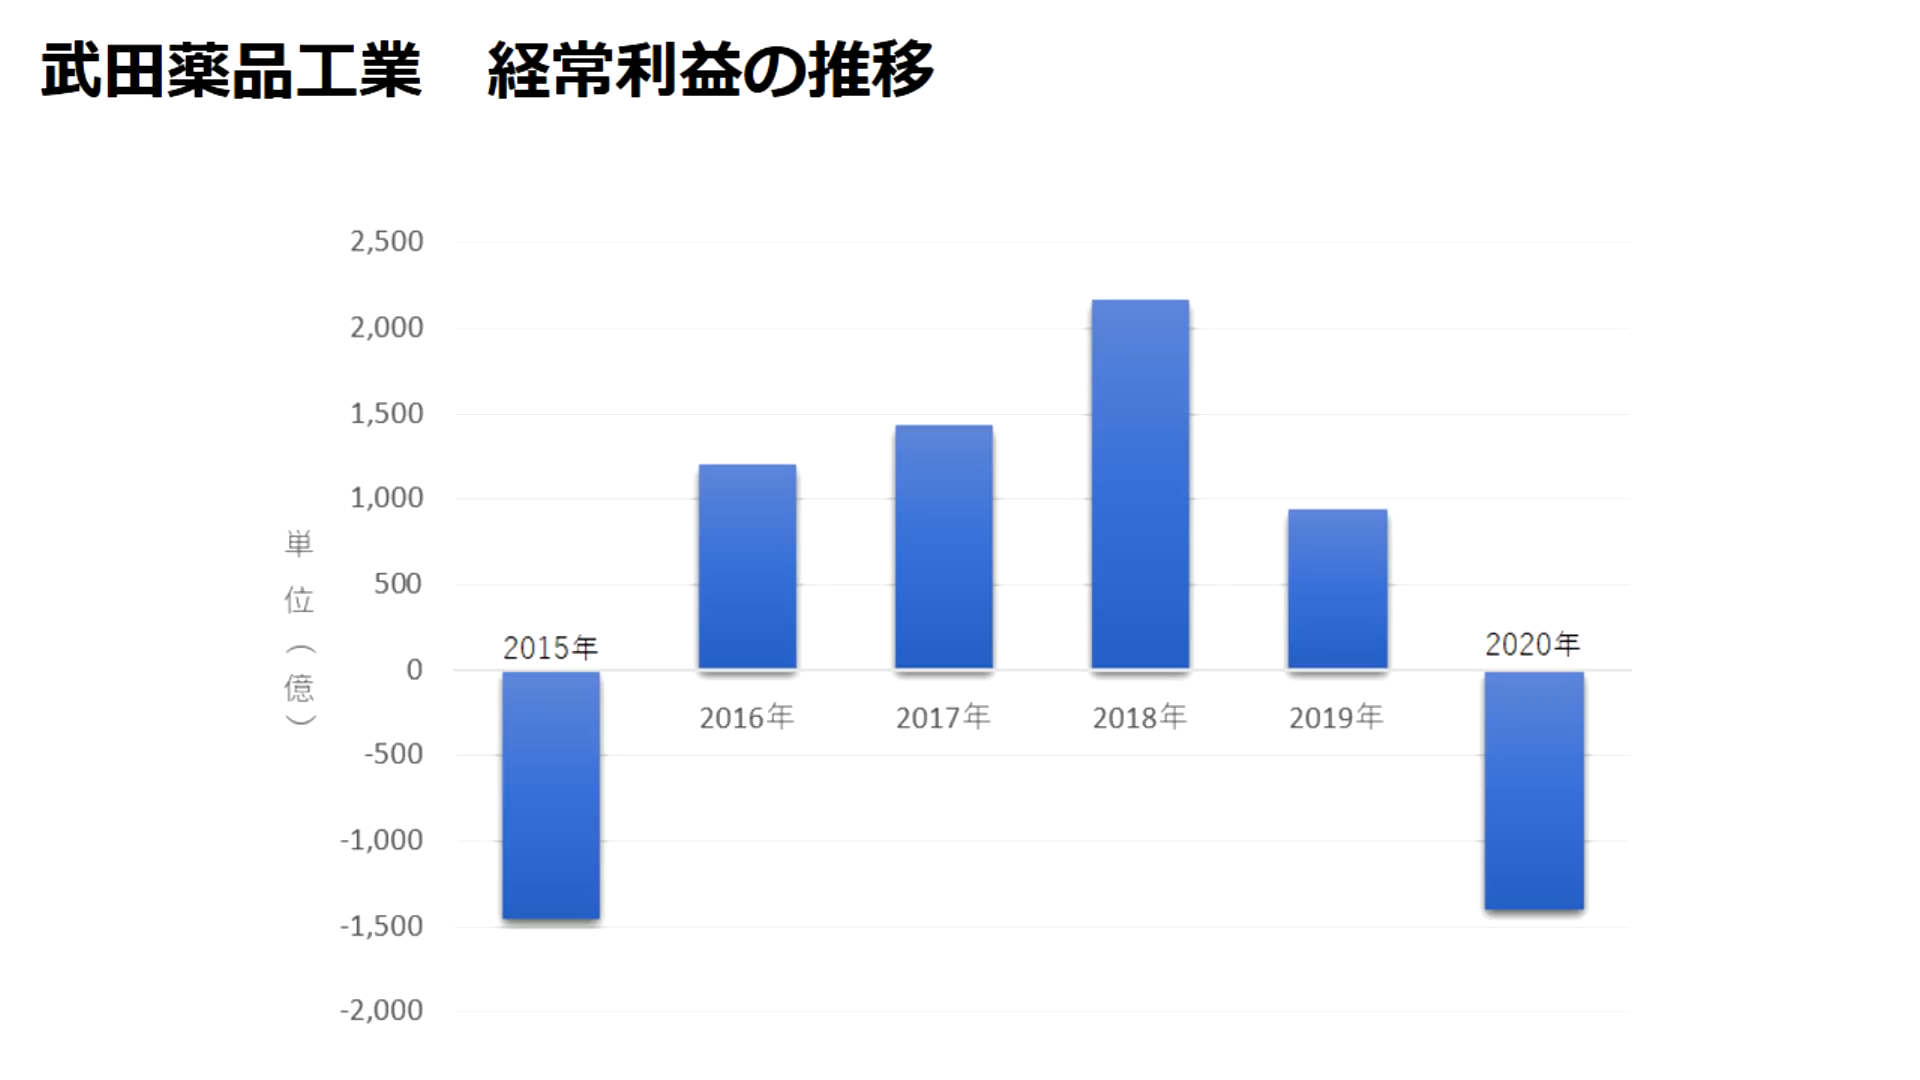 武田薬品工業　経常利益の推移
2,500
2,000
1,500
1,000
500
0
-500
-1,000
-1,500
-2,000
単位（億）
2015年
2016年
2017年
2018年
2019年
2020年